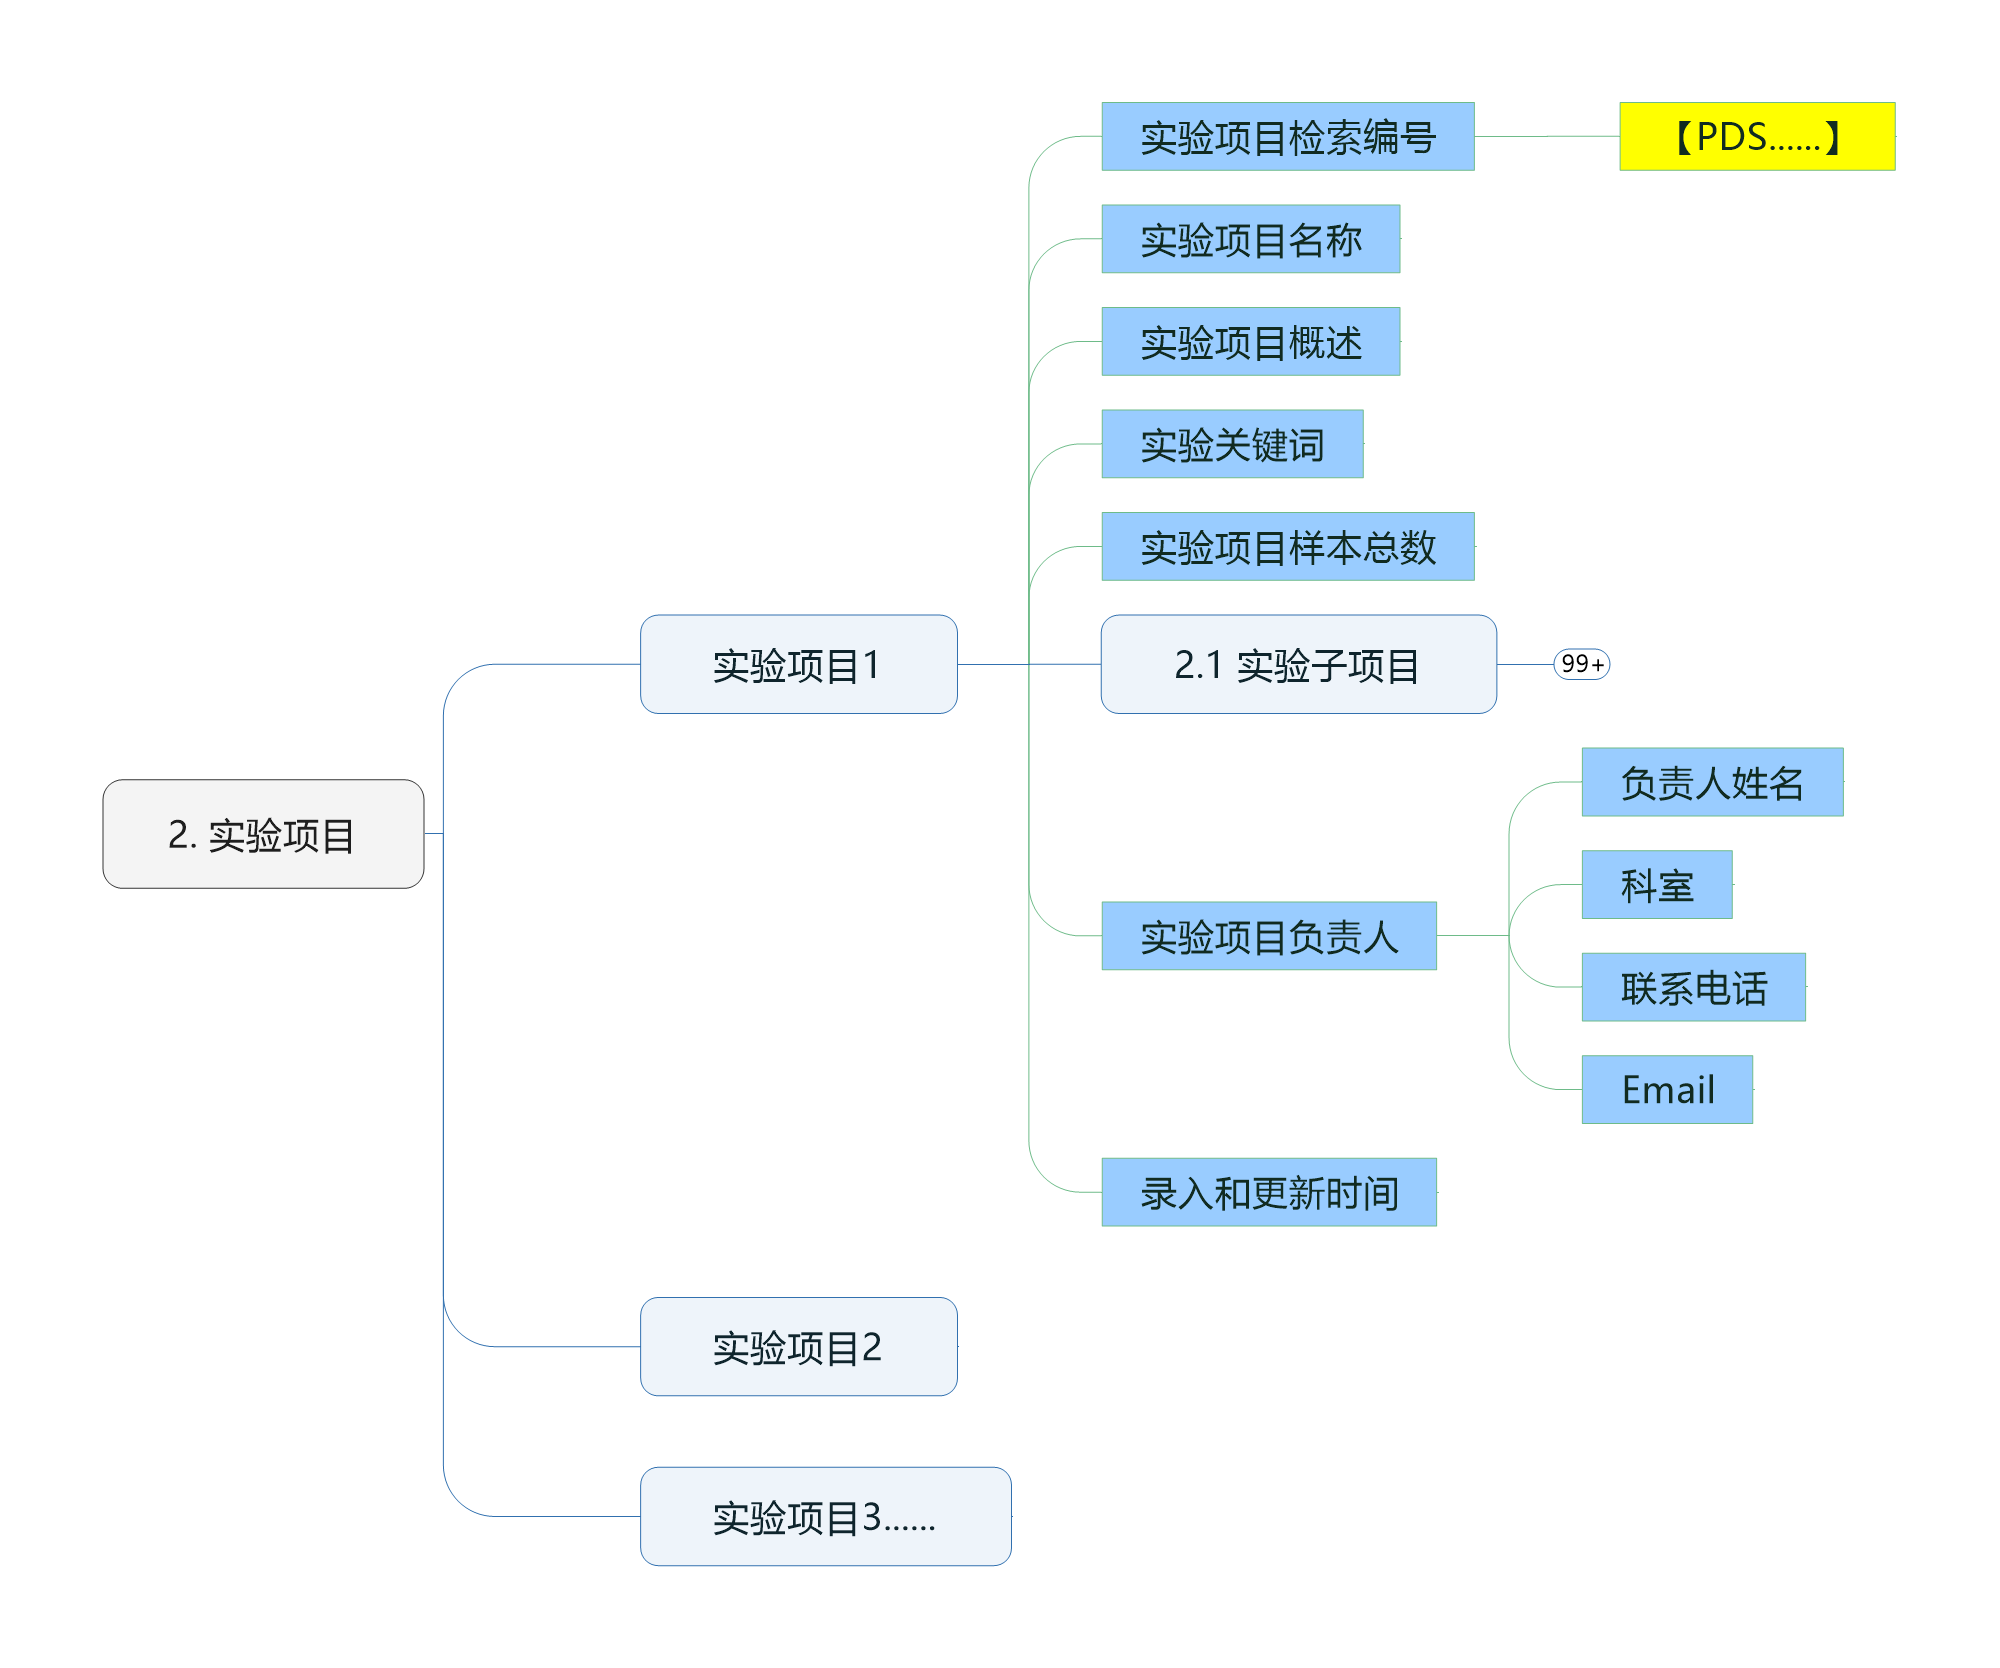 2. 实验项目
实验项目1
实验项目检索编号
【PDS……】
实验项目名称
实验项目概述
实验关键词
实验项目样本总数
2.1 实验子项目
99+
实验项目负责人
负责人姓名
科室
联系电话
Email
录入和更新时间
实验项目2
实验项目3……